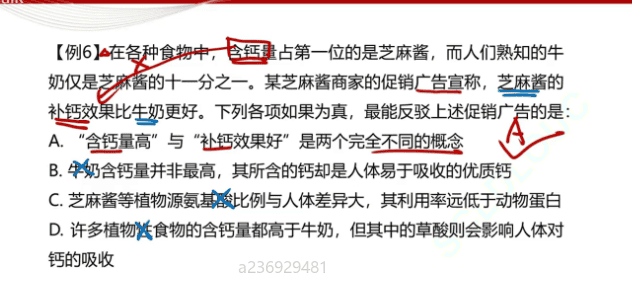 【例6】在各种食物中，含钙量占第一位的是芝麻酱，而人们熟知的牛
奶仅是芝麻酱的十一分之一。某芝麻酱商家的促销广告宣称，芝麻酱的
补钙效果比牛奶更好。下列各项如果为真，最能反驳上述促销广告的是：
A. “含钙量高”与“补钙效果好”是两个完全不同的概念
A
B. 牛奶含钙量并非最高，其所含的钙却是人体易于吸收的优质钙
C. 芝麻酱等植物源氨基酸比例与人体差异大，其利用率远低于动物蛋白
D. 许多植物性食物的含钙量都高于牛奶，但其中的草酸则会影响人体对
钙的吸收
a236929481